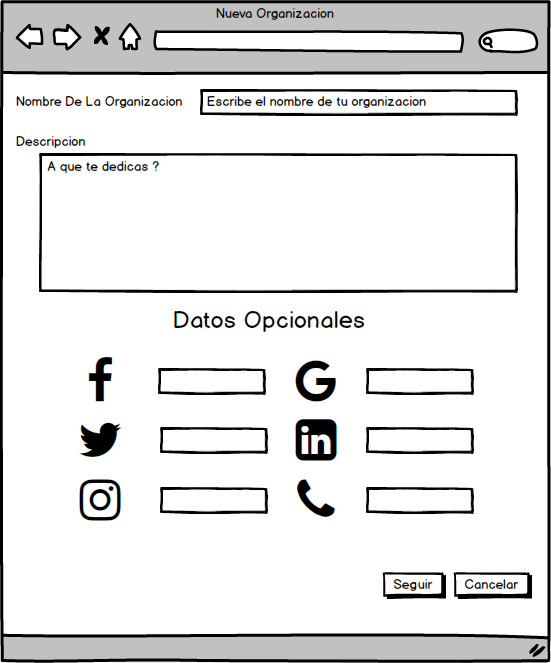 Nueva Organizacion
Nombre De La Organizacion
Escribe el nombre de tu organizacion
Descripcion
A que te dedicas ?
Datos Opcionales
Seguir
Cancelar